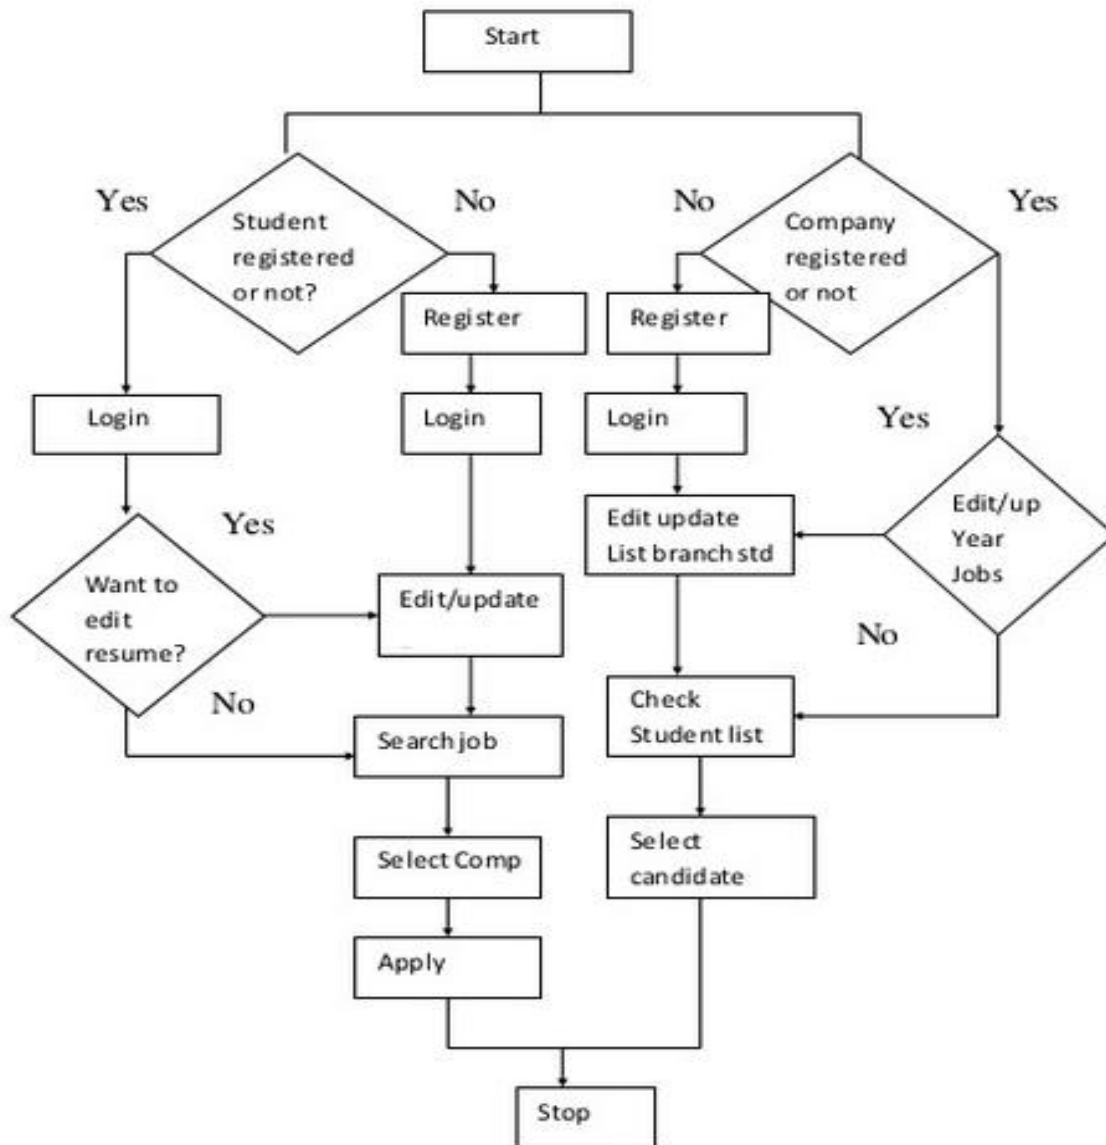 Start
Yes
No
No
Yes
Student
registered
or not?
Company
registered
or not
Register
Register
Login
Login
Login
Yes
Yes
Edit update
List branch std
Edit/up
Year
Jobs
Want to
edit
resume?
Edit/update
No
No
Search job
Check
Student list
Select Comp
Select
candidate
Apply
Stop